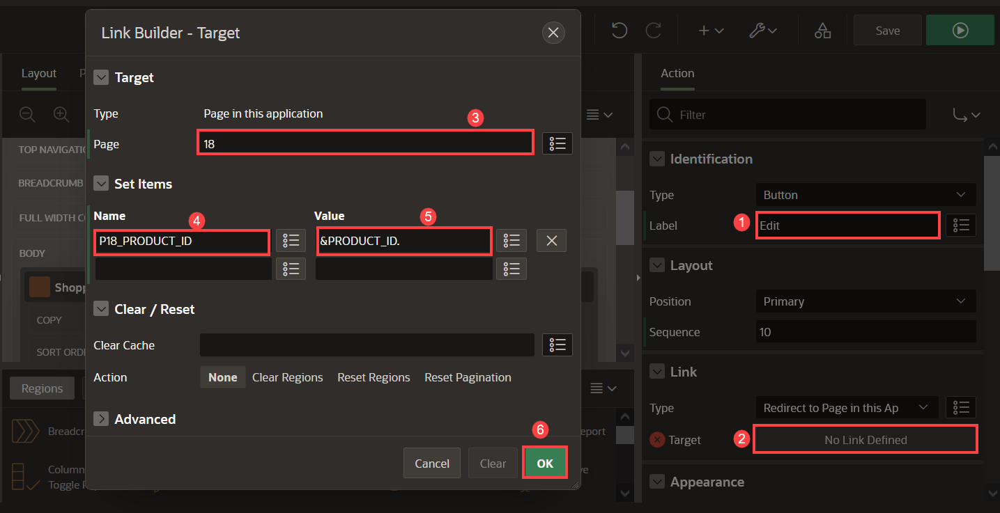 Link Builder - Target
Save
Layout
P
Action
Target
Filter
Type Page in this application
3
Page 18
TOP NAVIGATIO
Identification
BREADCRUMB
Set Items
Type Button
FULL WIDTH CO
Name 4 Value 5
1
Label Edit
P18_PRODUCT_ID &PRODUCT_ID.
BODY
Layout
Shopp
Clear / Reset
Position Primary
COPY
Sequence 10
Clear Cache
SORT ORDE
Link
Action None Clear Regions Reset Regions Reset Pagination
Regions
Type Redirect to Page in this Ap
Advanced
Breadcr
eport
6
Target 2 No Link Defined
Cancel Clear OK
Column
Toggle
ve
Appearance